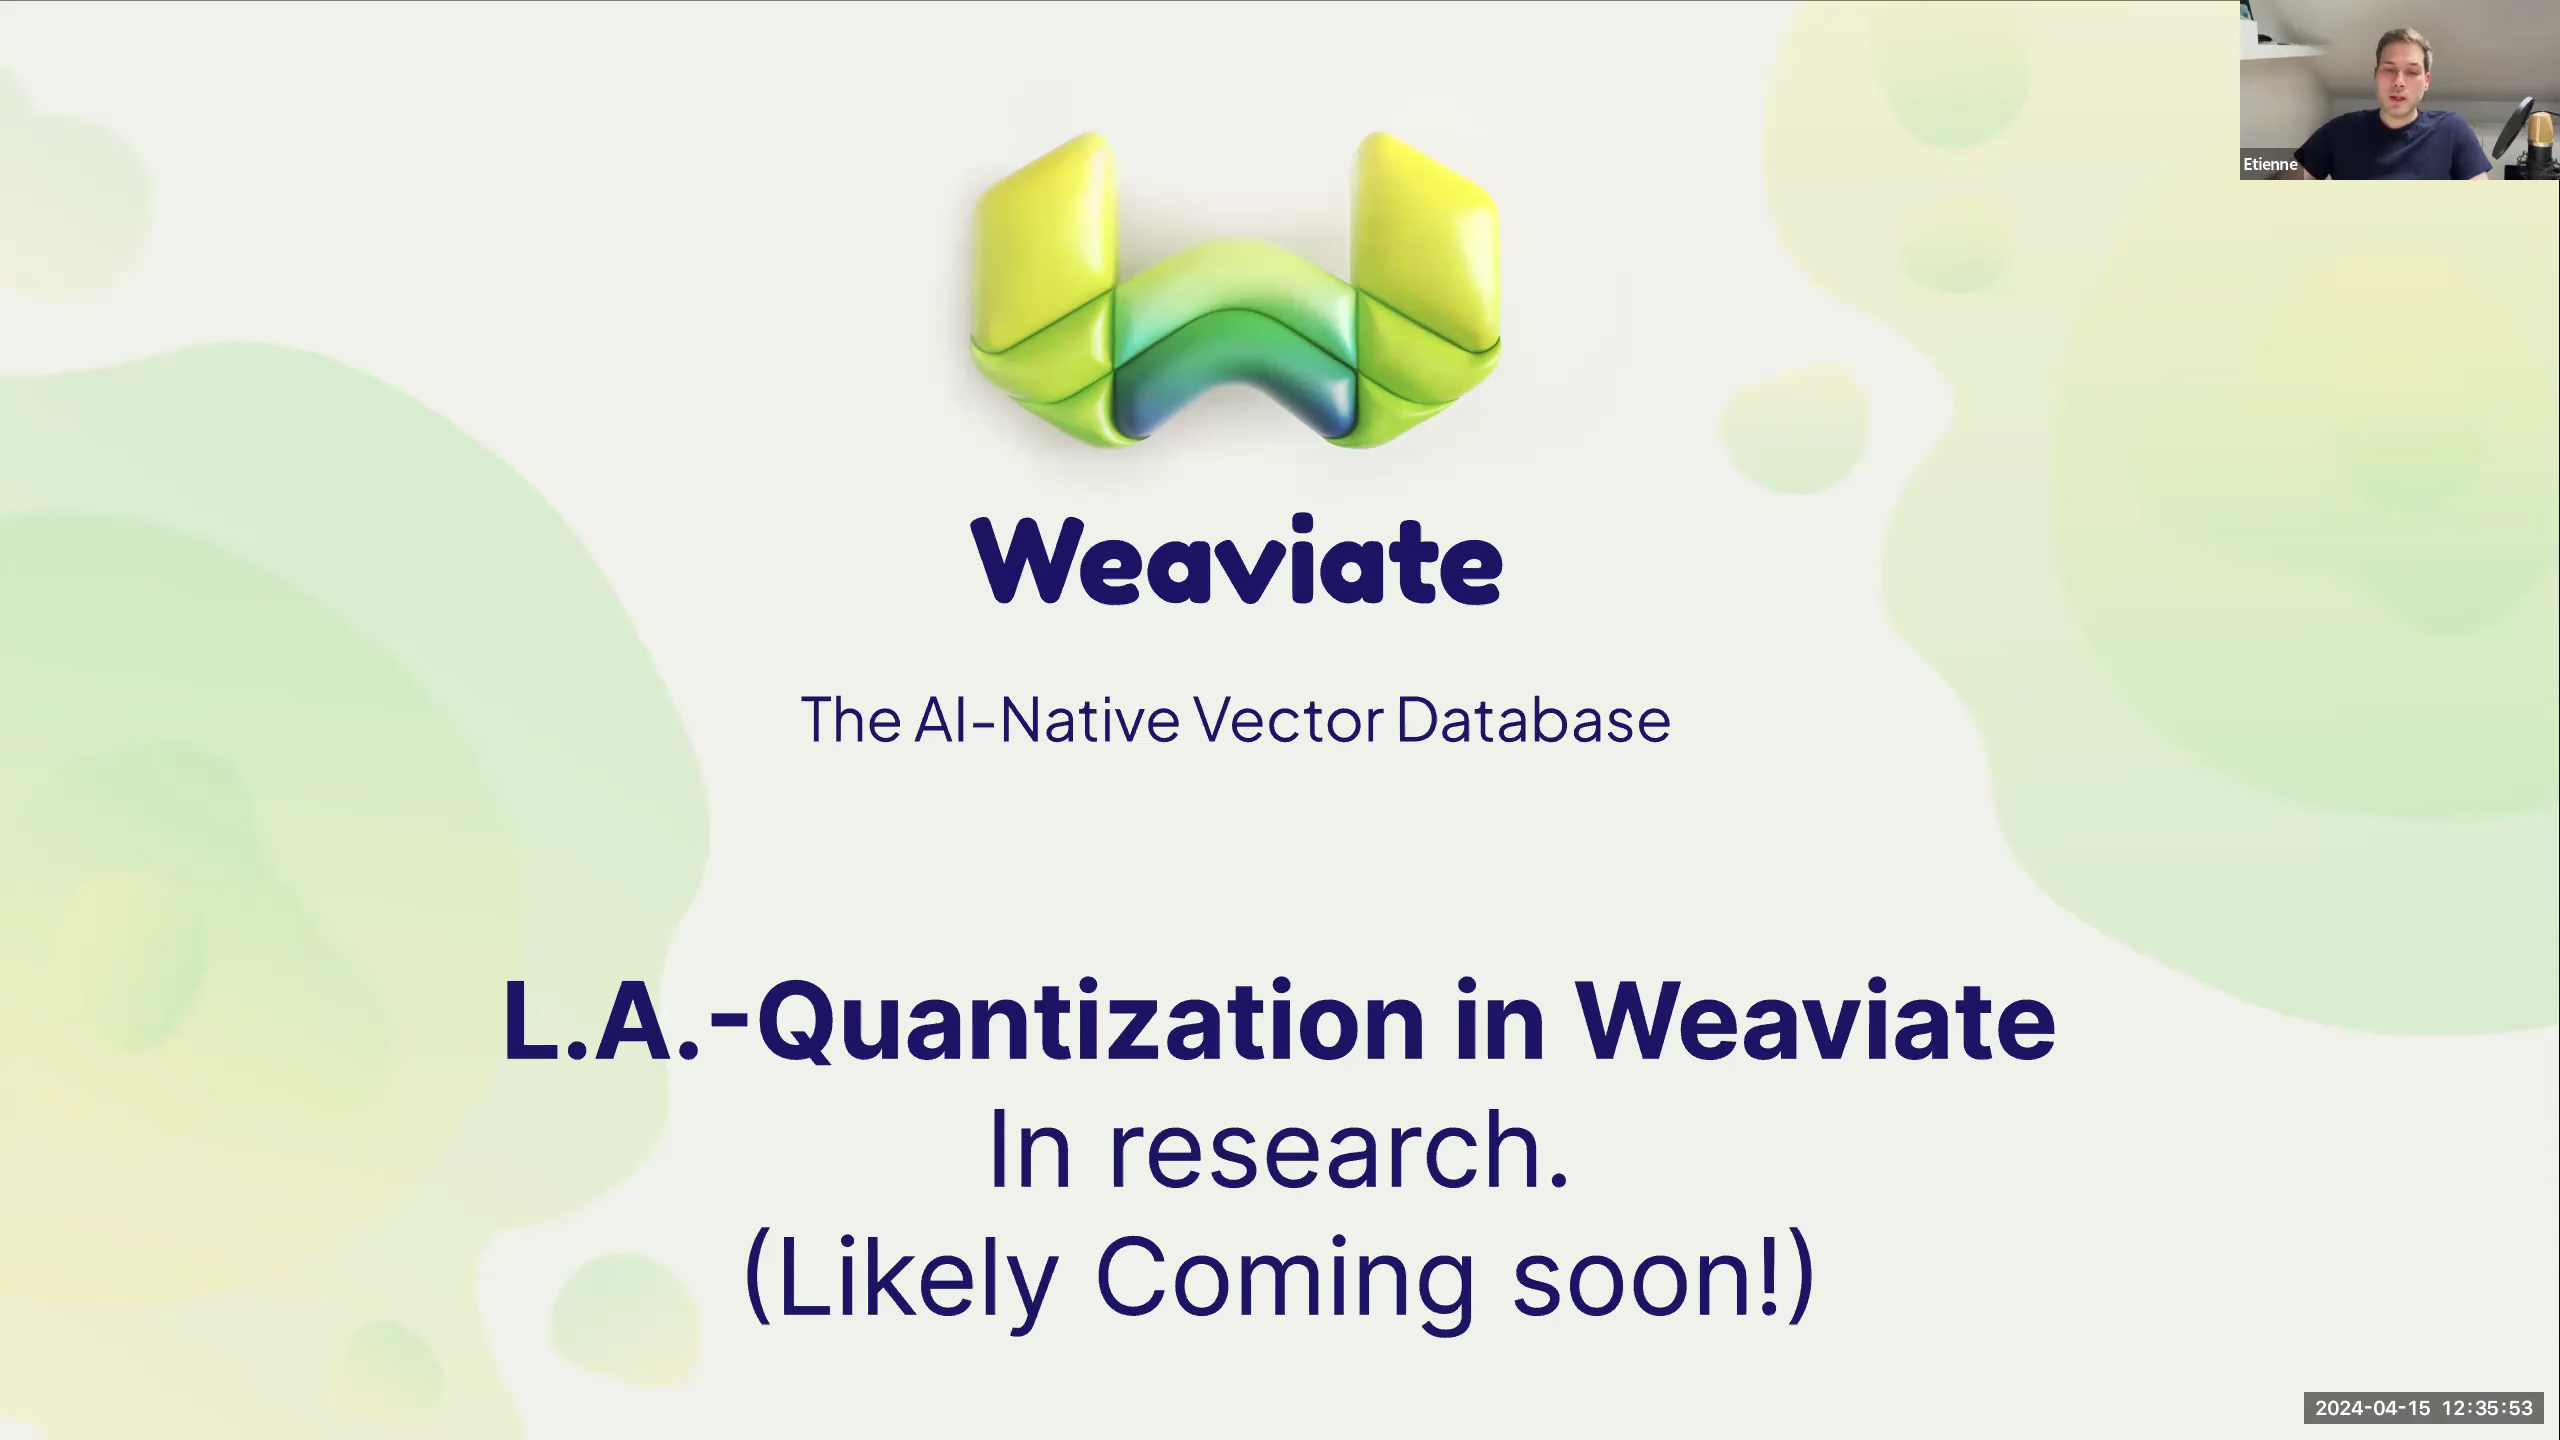 Etienne
Weaviate
The AI-Native Vector Database
L.A.-Quantization in Weaviate
In research.
(Likely Coming soon!)
2024-04-15 12:35:53